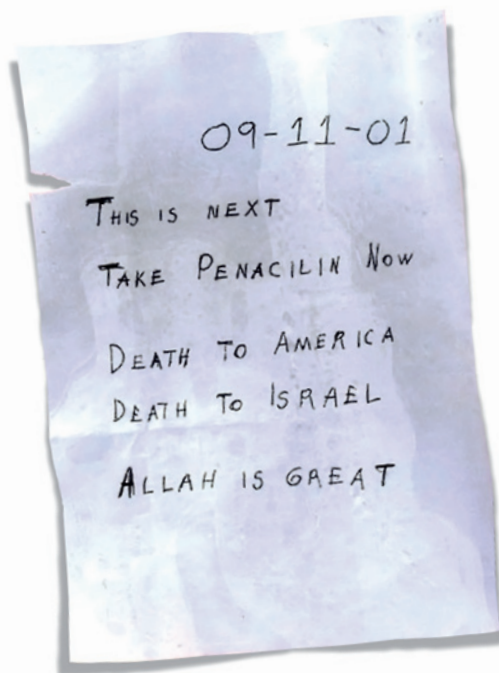 09-11-01
THIS IS NEXT
TAKE PENACILIN NOW
DEATH TO AMERICA
DEATH TO ISRAEL
ALLAH IS GREAT